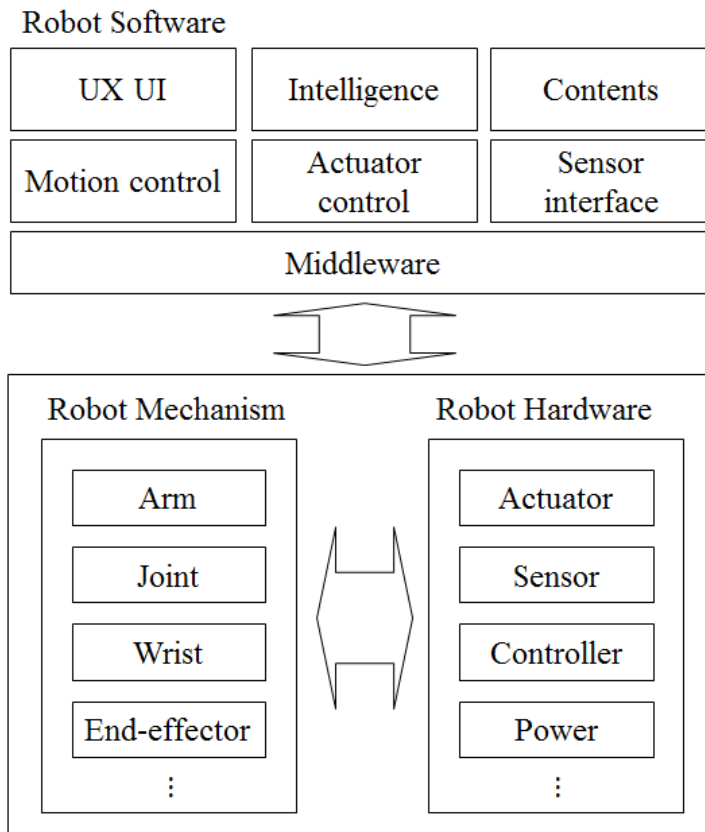 Robot Software
UX UI
Intelligence
Contents
Motion control
Actuator
control
Sensor
interface
Middleware
Robot Mechanism
Arm
Joint
Wrist
End-effector
⋮
Robot Hardware
Actuator
Sensor
Controller
Power
⋮